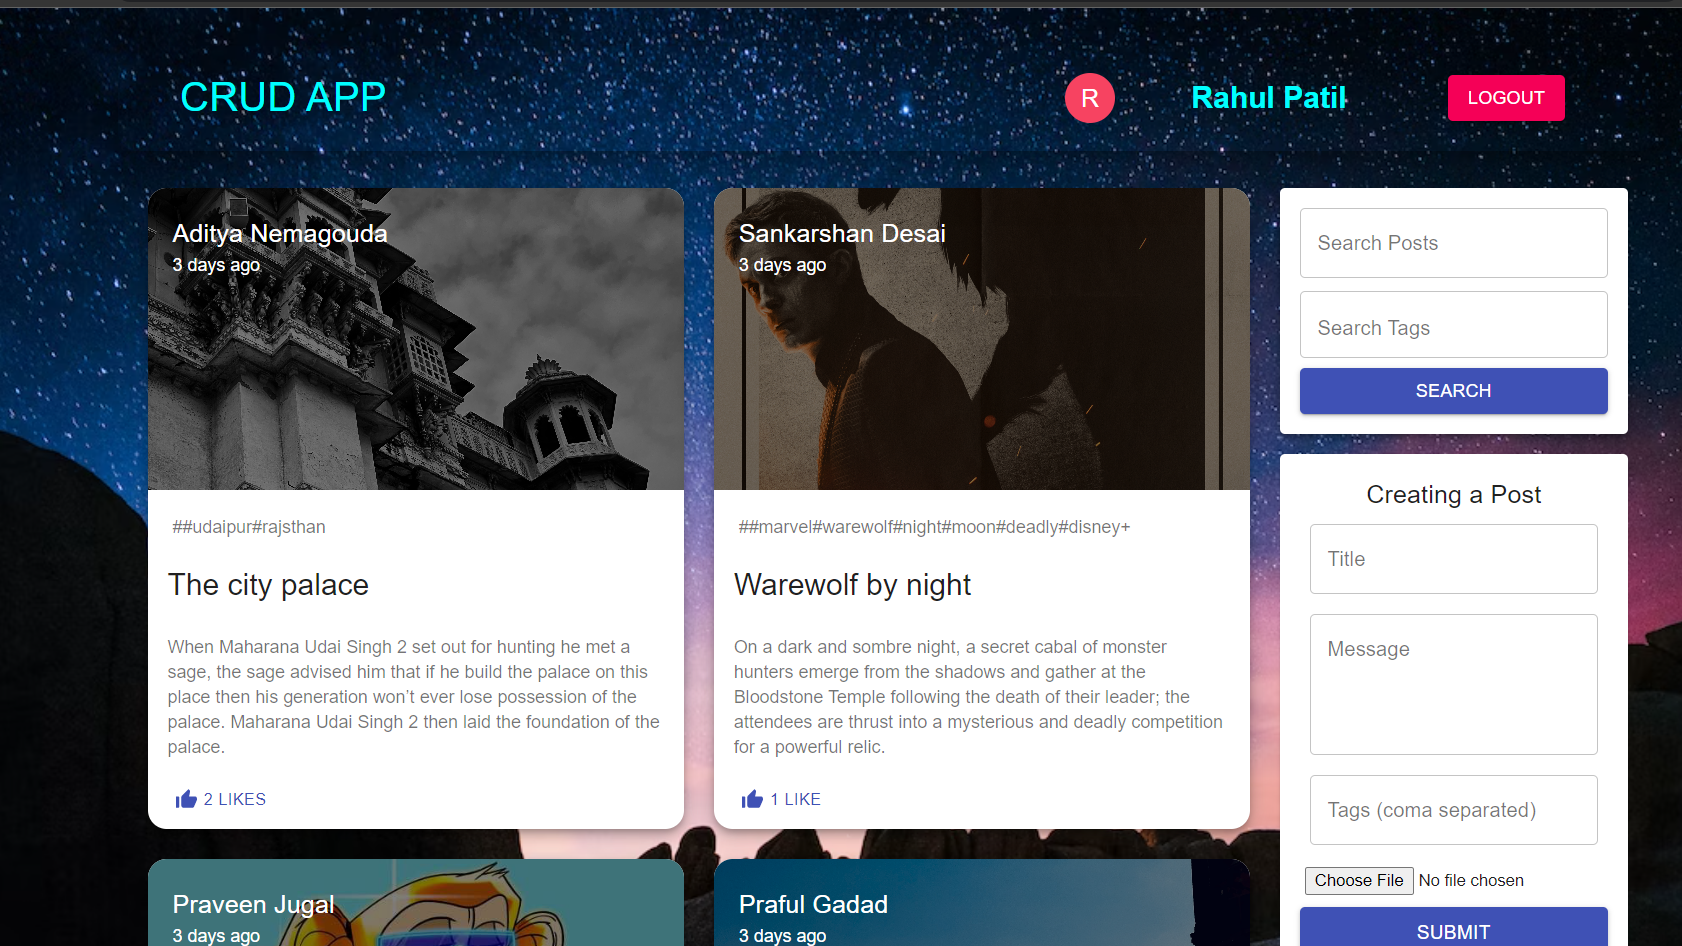 CRUD APP
R
Rahul Patil
LOGOUT
Aditya Nemagouda
3 days ago
##udaipur#rajsthan
The city palace
When Maharana Udai Singh 2 set out for hunting he met a
sage, the sage advised him that if he build the palace on this
place then his generation won’t ever lose possession of the
palace. Maharana Udai Singh 2 then laid the foundation of the
palace.
2 LIKES
Sankarshan Desai
3 days ago
##marvel#warewolf#night#moon#deadly#disney+
Warewolf by night
On a dark and sombre night, a secret cabal of monster
hunters emerge from the shadows and gather at the
Bloodstone Temple following the death of their leader; the
attendees are thrust into a mysterious and deadly competition
for a powerful relic.
1 LIKE
Praveen Jugal
3 days ago
Praful Gadad
3 days ago
Search Posts
Search Tags
SEARCH
Creating a Post
Title
Message
Tags (coma separated)
Choose File No file chosen
SUBMIT